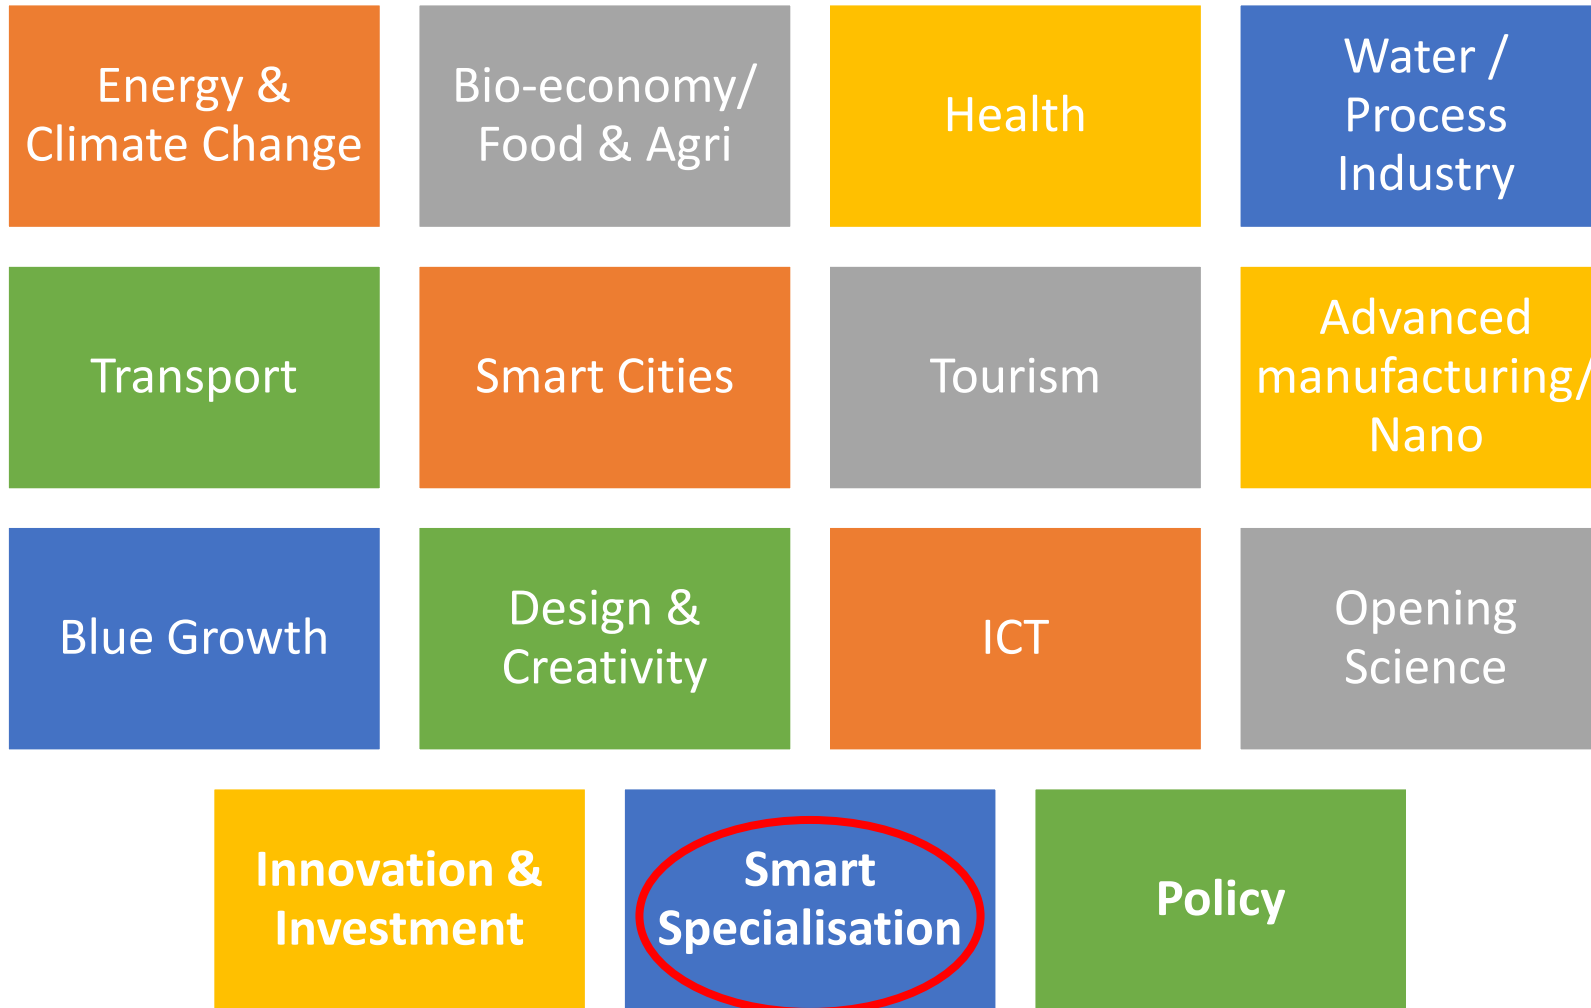 Energy &
Climate Change
Bio-economy/
Food & Agri
Health
Water /
Process
Industry
Transport
Smart Cities
Tourism
Advanced
manufacturing/
Nano
Blue Growth
Design &
Creativity
ICT
Opening
Science
Innovation &
Investment
Smart
Specialisation
Policy